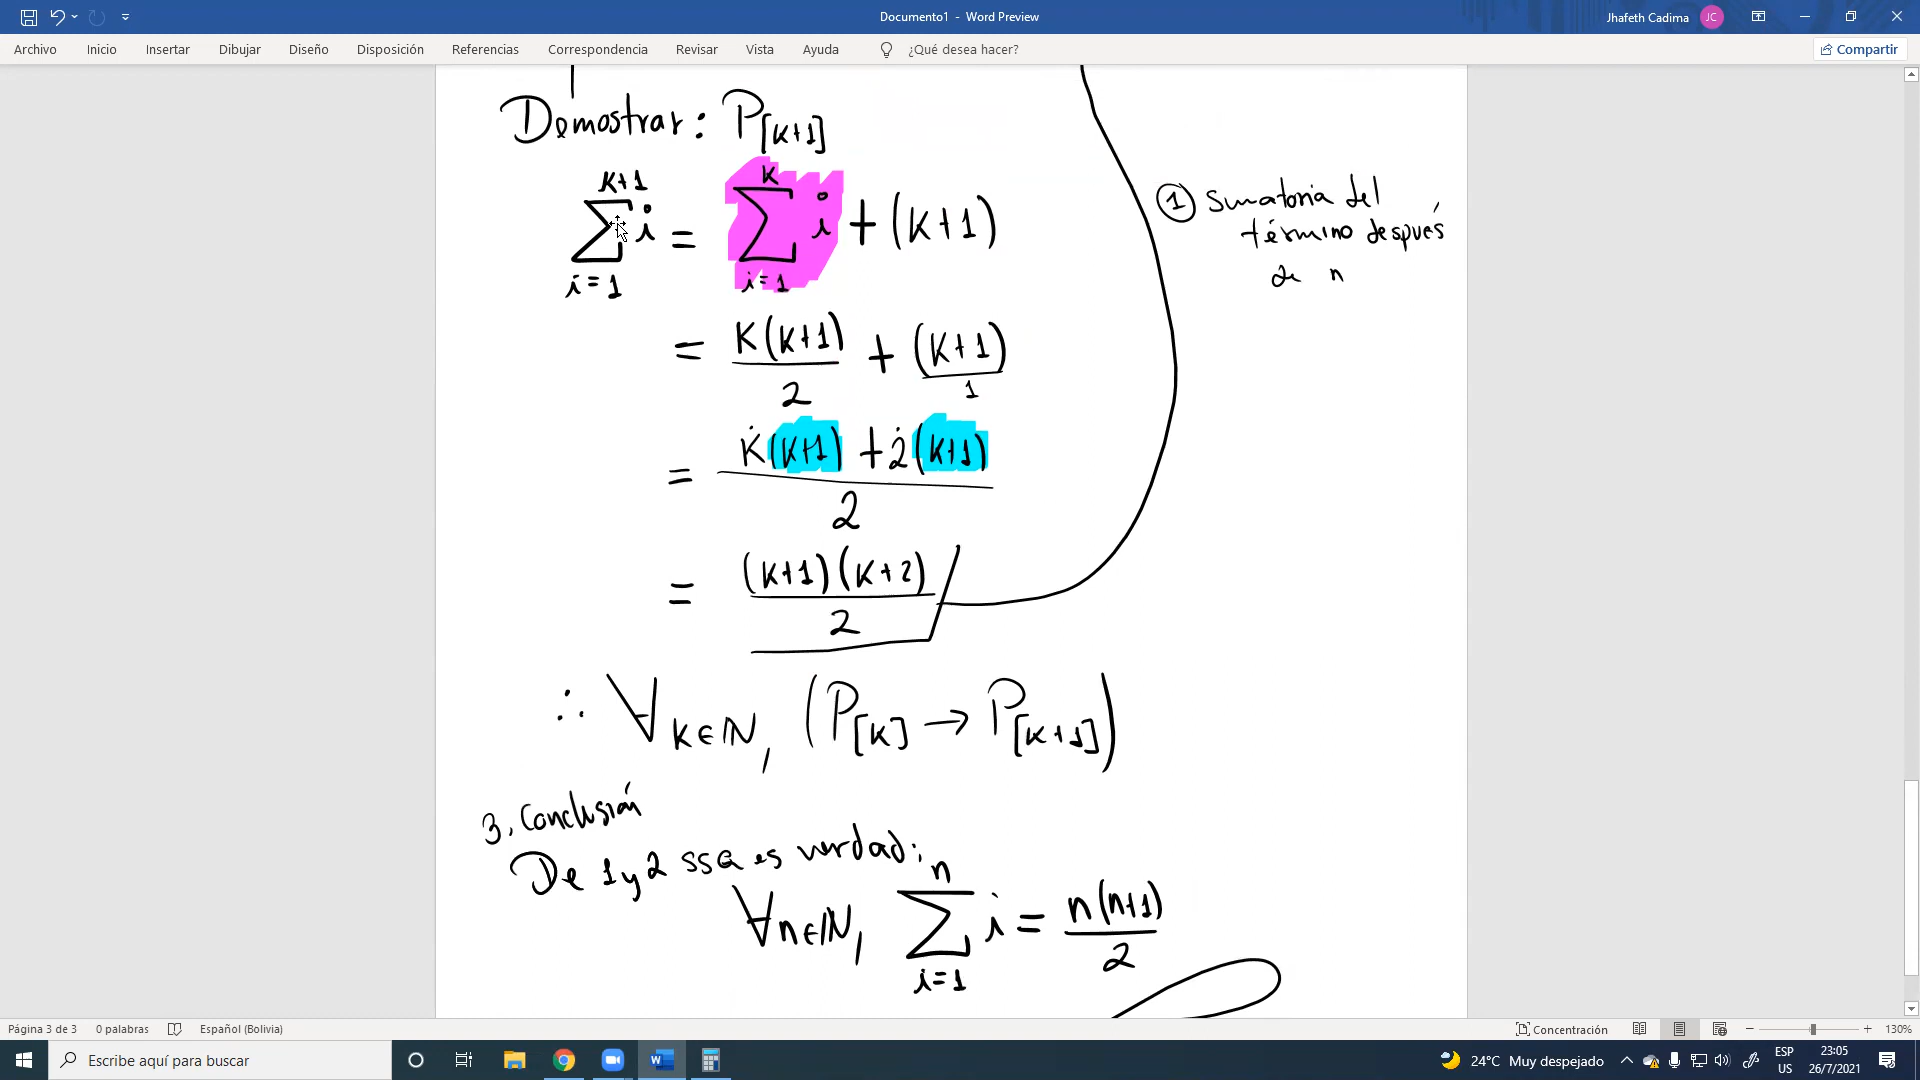 Documento1 - Word Preview
Jhafeth Cadima
JC
Archivo Inicio Insertar Dibujar Diseño Disposición Referencias Correspondencia Revisar Vista Ayuda ¿Qué desea hacer?
Compartir
Demostrar: P[K+1]
K+1 ∑ i=1 i = K ∑ i=1 i + (K+1)
① Sumatoria del
término después
de n
= K(K+1)/2 + (K+1)/1
= K(K+1) + 2(K+1) / 2
= (K+1)(K+2) / 2
∴ ∀K∈ℕ, (P[K] → P[K+1])
3. Conclusión
De 1 y 2 SSQ es verdad:
∀n∈ℕ, n ∑ i=1 i = n(n+1)/2
Página 3 de 3 0 palabras Español (Bolivia)
Concentración
130%
Escribe aquí para buscar
24°C Muy despejado
ESP
US
23:05
26/7/2021